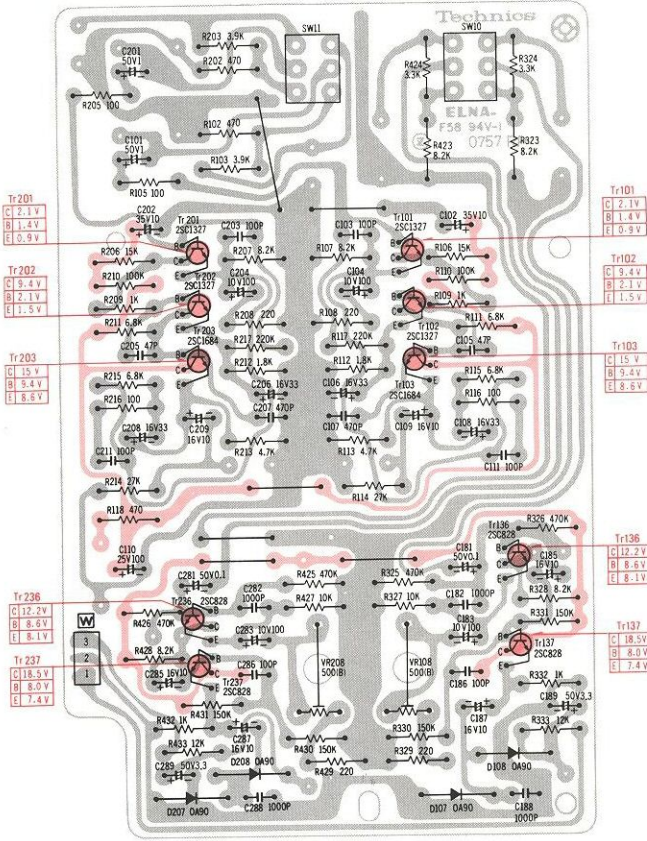 Technics
SW11
SW10
R203 3.9K
R202 470
C201
50V1
R205 100
R102 470
C101
50V1
R103 3.9K
R105 100
R424
3.3K
R324
3.3K
ELNA-
F58 94V-1
0757
R423
8.2K
R323
8.2K
Tr201
C 2.1V
B 1.4V
E 0.9V
Tr202
C 9.4V
B 2.1V
E 1.5V
Tr203
C 15V
B 9.4V
E 8.6V
C202
35V10
Tr201
2SC1327
C203 100P
B
C
E
R206 15K
R207 8.2K
R210 100K
Tr202
2SC1327
C204
10V100
R209 1K
B
C
E
R211 6.8K
R208 220
Tr203
2SC1684
R217 220K
C205 47P
B
C
E
R212 1.8K
R215 6.8K
C206 16V33
R216 100
C207 470P
C208 16V33
C209
16V10
R213 4.7K
C211 100P
R214 27K
R118 470
C110
25V100
C103 100P
Tr101
2SC1327
C102 35V10
R107 8.2K
B
C
E
R106 15K
R110 100K
C104
10V100
R109 1K
B
C
E
R108 220
Tr102
2SC1327
R111 6.8K
R117 220K
C105 47P
R112 1.8K
B
C
E
Tr103
2SC1684
R115 6.8K
C106 16V33
R116 100
C107 470P
C109 16V10
C108 16V33
R113 4.7K
C111 100P
R114 27K
Tr101
C 2.1V
B 1.4V
E 0.9V
Tr102
C 9.4V
B 2.1V
E 1.5V
Tr103
C 15V
B 9.4V
E 8.6V
R326 470K
Tr136
2SC828
C181
50V0.1
B
C
E
C185
16V10
R425 470K
R325 470K
R328 8.2K
R427 10K
R327 10K
C182 1000P
R331 150K
C183
10V100
B
C
E
Tr137
2SC828
C186 100P
R332 1K
C187
16V10
C189 50V3.3
R333 12K
R330 150K
R329 220
D108 OA90
D107 OA90
C188
1000P
Tr136
C 12.2V
B 8.6V
E 8.1V
Tr137
C 18.5V
B 8.0V
E 7.4V
Tr236
C 12.2V
B 8.6V
E 8.1V
W
3
2
1
Tr237
C 18.5V
B 8.0V
E 7.4V
C281 50V0.1
Tr236
2SC828
C282
1000P
R426 470K
B
C
E
C283 10V100
R428 8.2K
B
C
E
C286 100P
C285 16V10
Tr237
2SC828
VR208
500(B)
VR108
500(B)
R432 1K
R431 150K
C287
16V10
R433 12K
R430 150K
R429 220
C289 50V3.3
D208 OA90
D207 OA90
C288 1000P